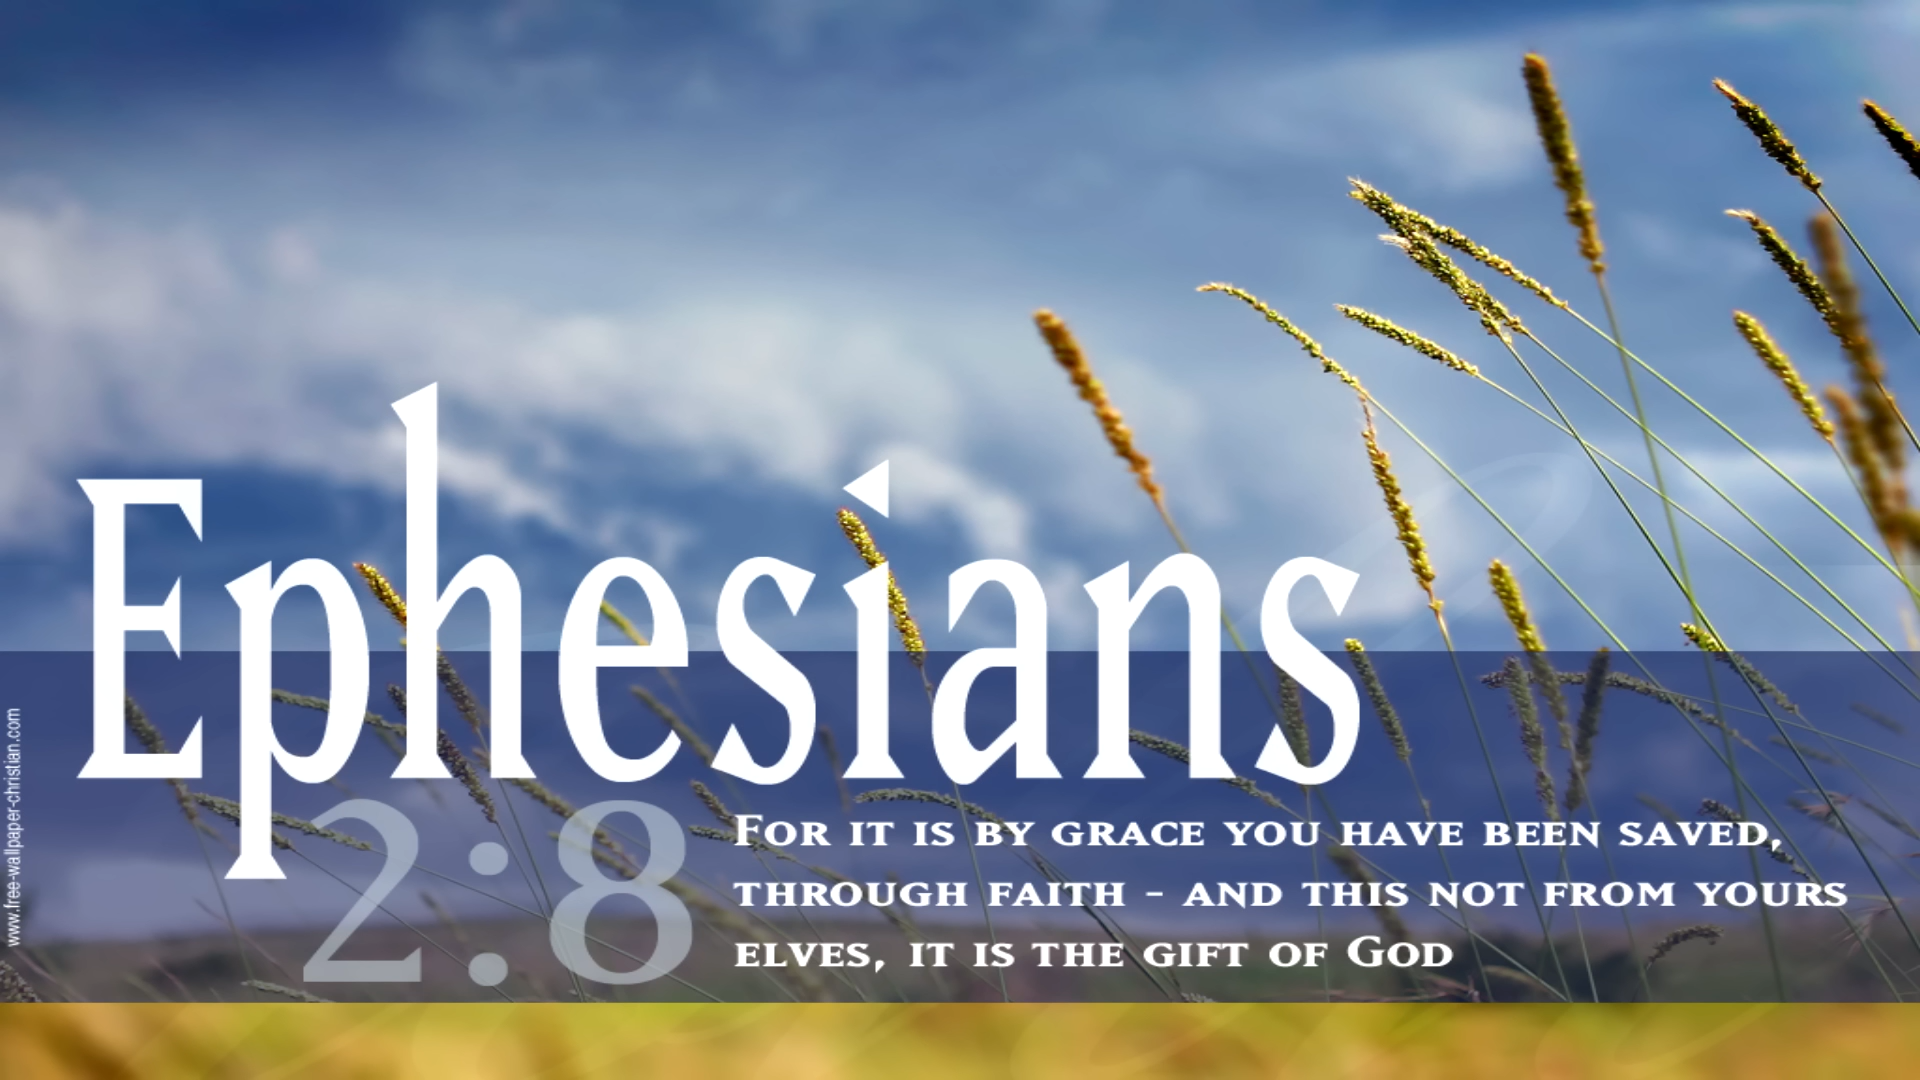 Ephesians
2:8
For it is by grace you have been saved,
through faith - and this not from yours
elves, it is the gift of God
www.free-wallpaper-christian.com